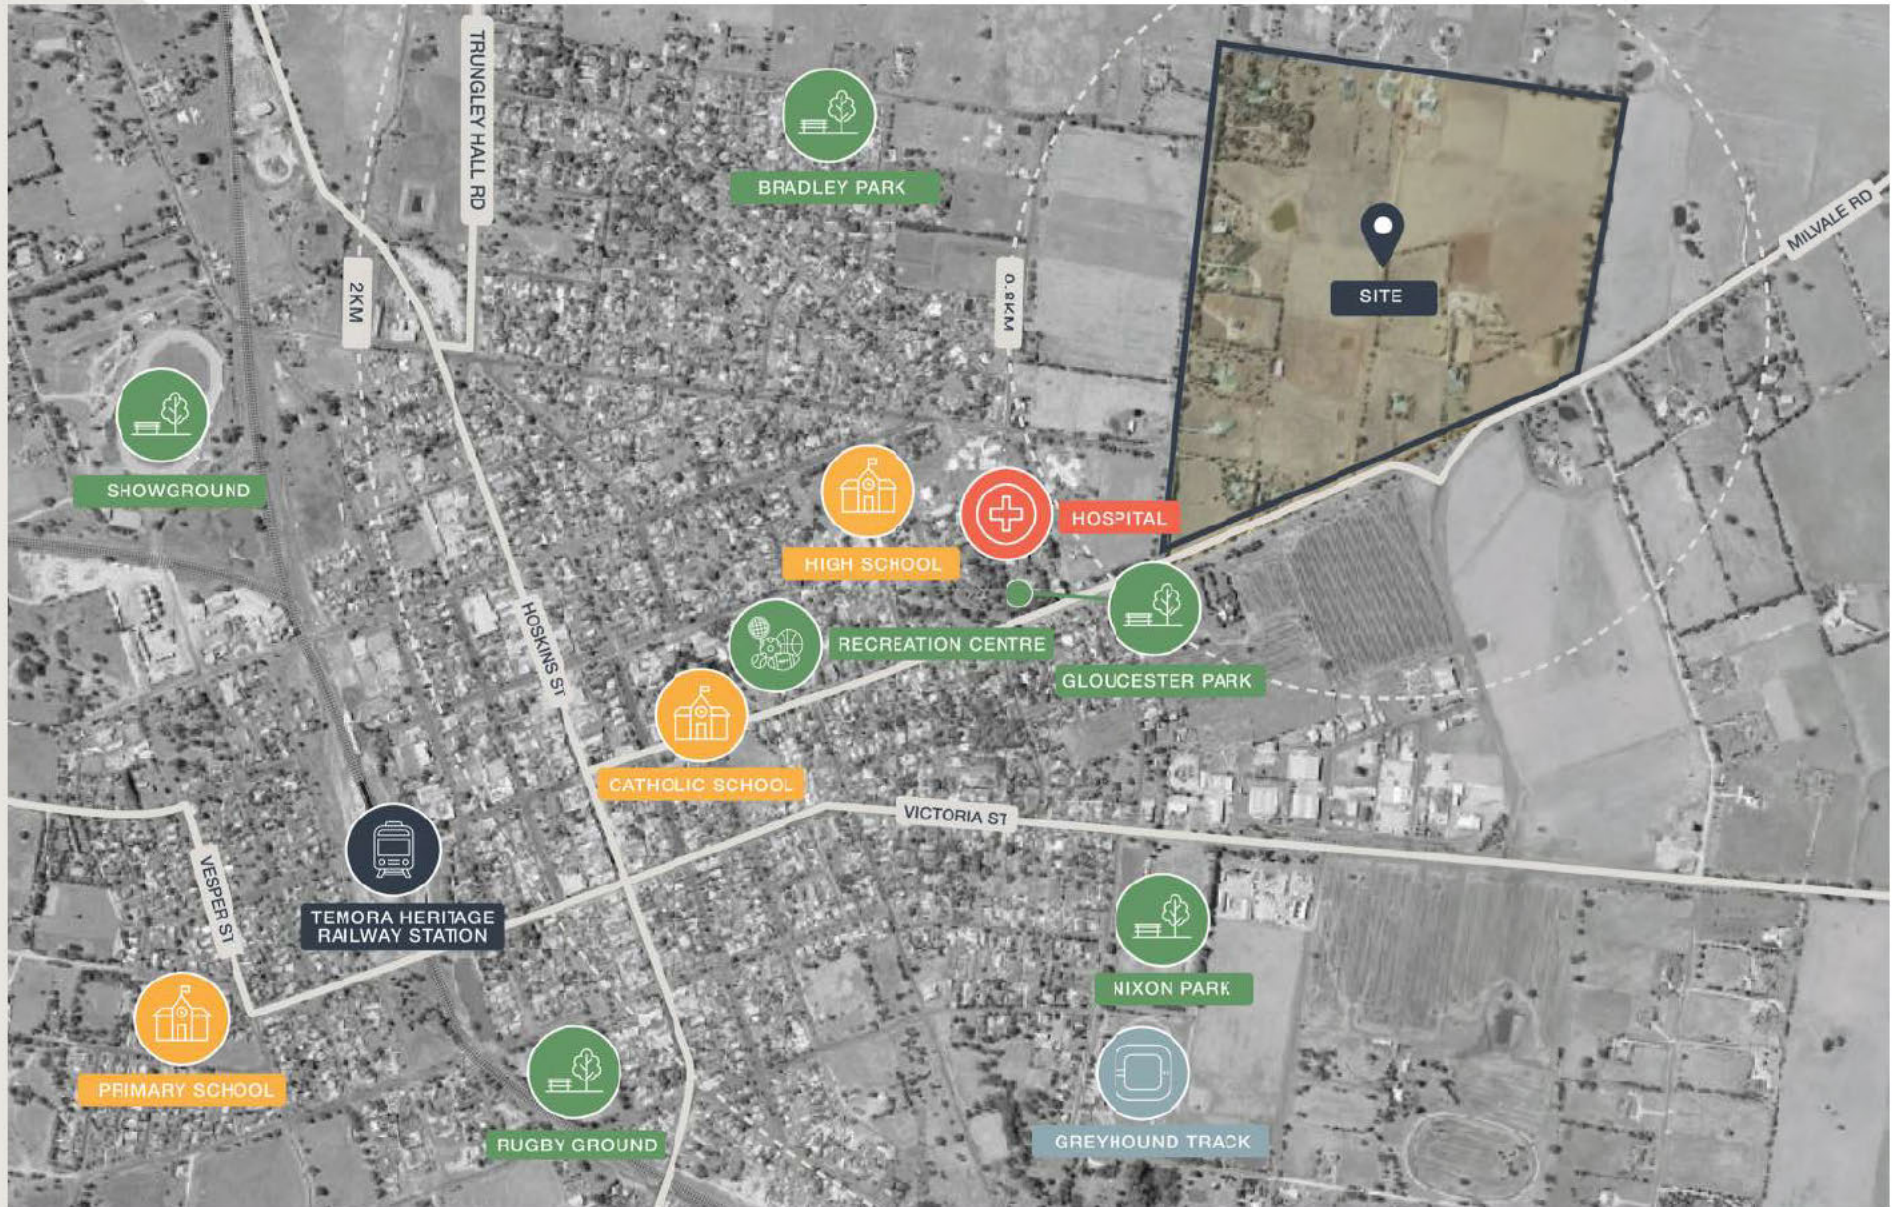 TRUNGLEY HALL RD
BRADLEY PARK
MILVALE RD
2KM
0.8KM
SITE
SHOWGROUND
HOSPITAL
HIGH SCHOOL
HOSKINS ST
RECREATION CENTRE
GLOUCESTER PARK
CATHOLIC SCHOOL
VICTORIA ST
VESPER ST
TEMORA HERITAGE
RAILWAY STATION
NIXON PARK
PRIMARY SCHOOL
RUGBY GROUND
GREYHOUND TRACK